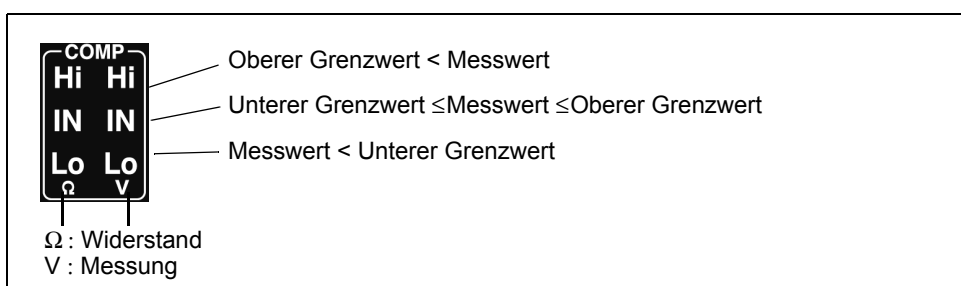 COMP
Hi Hi
Oberer Grenzwert < Messwert
IN IN
Unterer Grenzwert ≤Messwert ≤Oberer Grenzwert
Lo Lo
Messwert < Unterer Grenzwert
Ω V
Ω : Widerstand
V : Messung